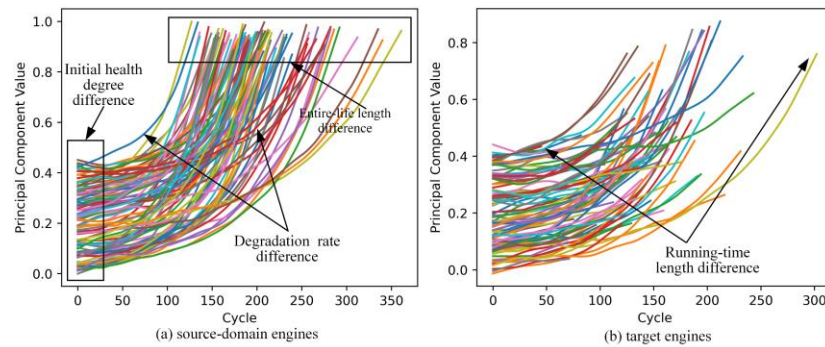 1.0
0.8
0.6
0.4
0.2
0.0
Principal Component Value
Initial health
degree
difference
Entire-life length
difference
Degradation rate
difference
0
50
100
150
200
250
300
350
Cycle
(a) source-domain engines
0.8
0.6
0.4
0.2
0.0
Principal Component Value
Running-time
length difference
0
50
100
150
200
250
300
Cycle
(b) target engines